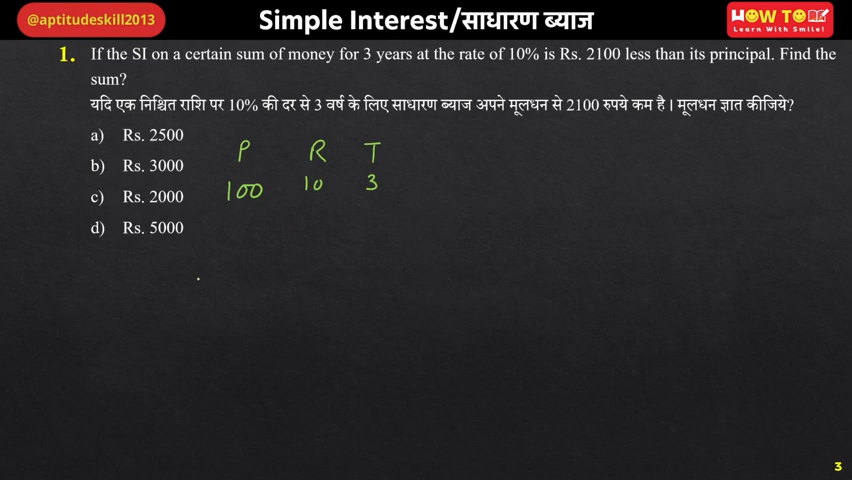 @aptitudeskill2013
Simple Interest/साधारण ब्याज
HOW TO
Learn With Smile!
1. If the SI on a certain sum of money for 3 years at the rate of 10% is Rs. 2100 less than its principal. Find the
sum?
यदि एक निश्चित राशि पर 10% की दर से 3 वर्ष के लिए साधारण ब्याज अपने मूलधन से 2100 रुपये कम है। मूलधन ज्ञात कीजिये?
a) Rs. 2500
b) Rs. 3000
c) Rs. 2000
d) Rs. 5000
P R T
100 10 3
3